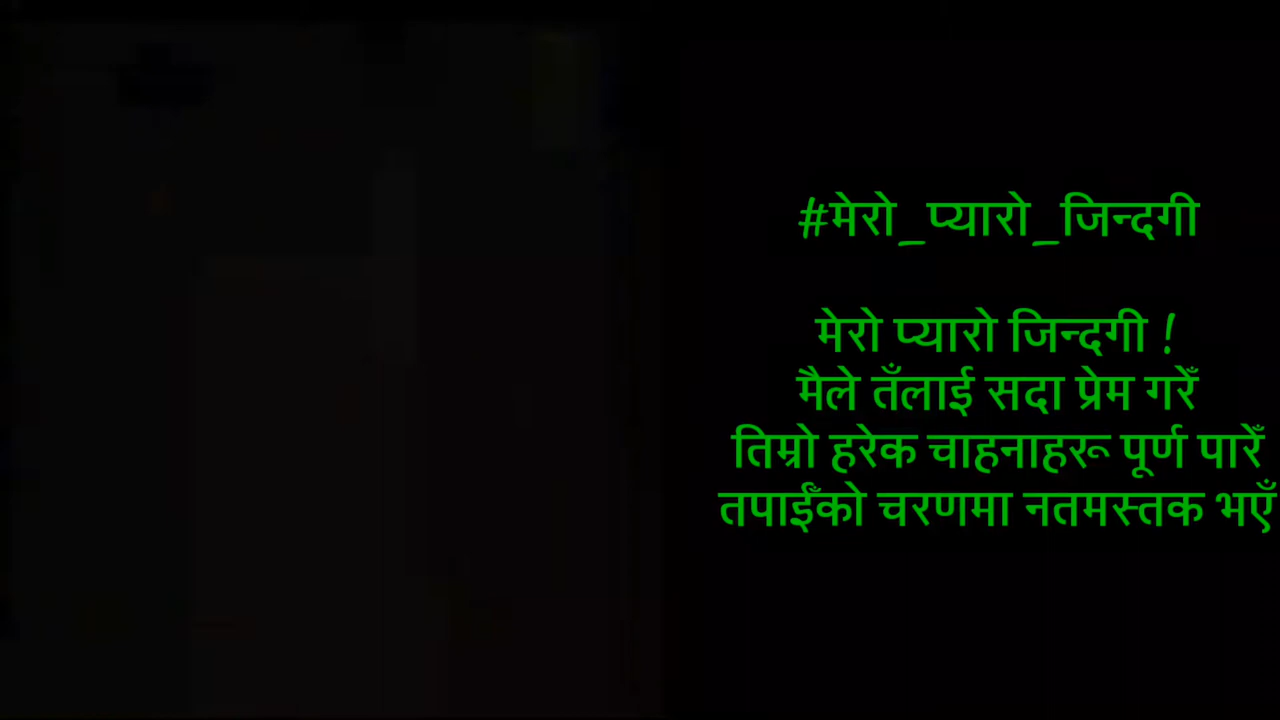 #मेरो_प्यारो_जिन्दगी
मेरो प्यारो जिन्दगी !
मैले तँलाई सदा प्रेम गरेँ
तिम्रो हरेक चाहनाहरू पूर्ण पारेँ
तपाईँको चरणमा नतमस्तक भएँ